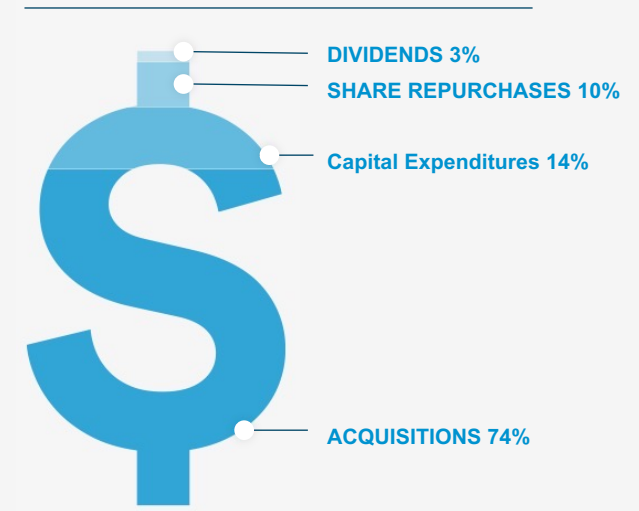 DIVIDENDS 3%
SHARE REPURCHASES 10%
Capital Expenditures 14%
ACQUISITIONS 74%